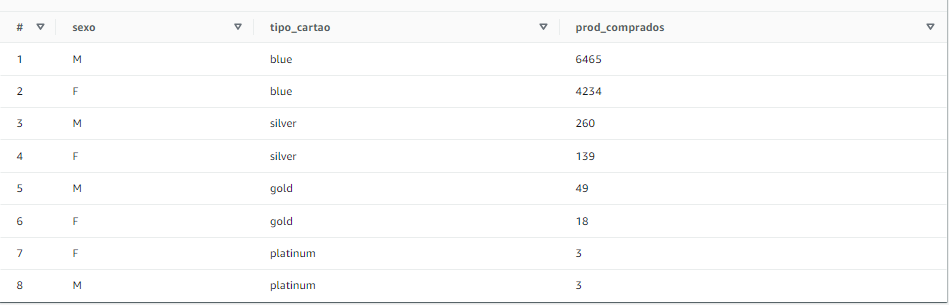 # sexo tipo_cartao prod_comprados
1 M blue 6465
2 F blue 4234
3 M silver 260
4 F silver 139
5 M gold 49
6 F gold 18
7 F platinum 3
8 M platinum 3